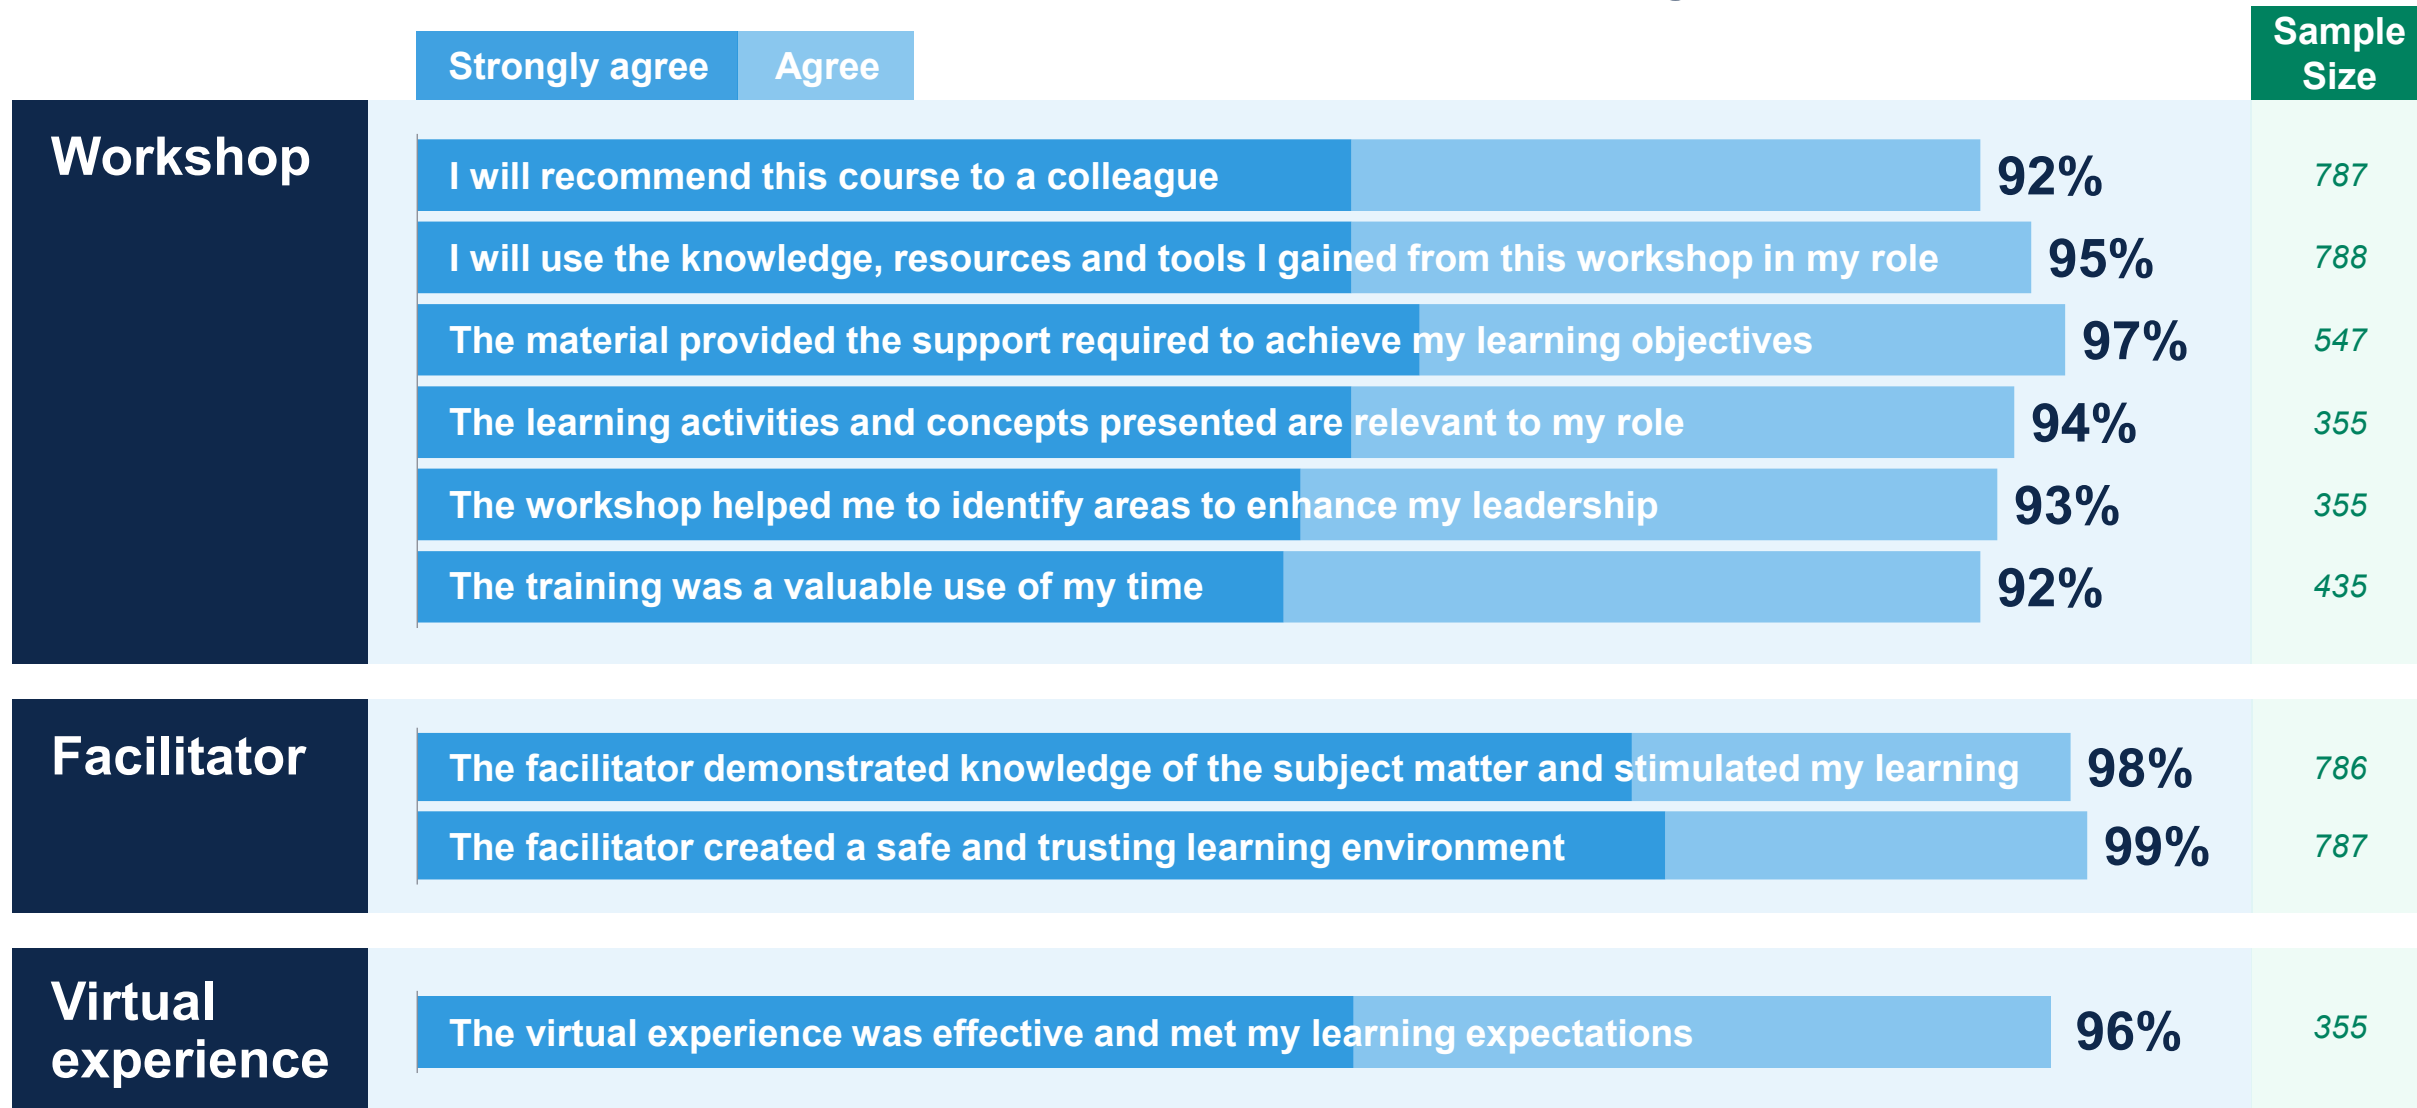 Strongly agree
Agree
Sample
Size
Workshop
I will recommend this course to a colleague
92%
787
I will use the knowledge, resources and tools I gained from this workshop in my role
95%
788
The material provided the support required to achieve my learning objectives
97%
547
The learning activities and concepts presented are relevant to my role
94%
355
The workshop helped me to identify areas to enhance my leadership
93%
355
The training was a valuable use of my time
92%
435
Facilitator
The facilitator demonstrated knowledge of the subject matter and stimulated my learning
98%
786
The facilitator created a safe and trusting learning environment
99%
787
Virtual
experience
The virtual experience was effective and met my learning expectations
96%
355